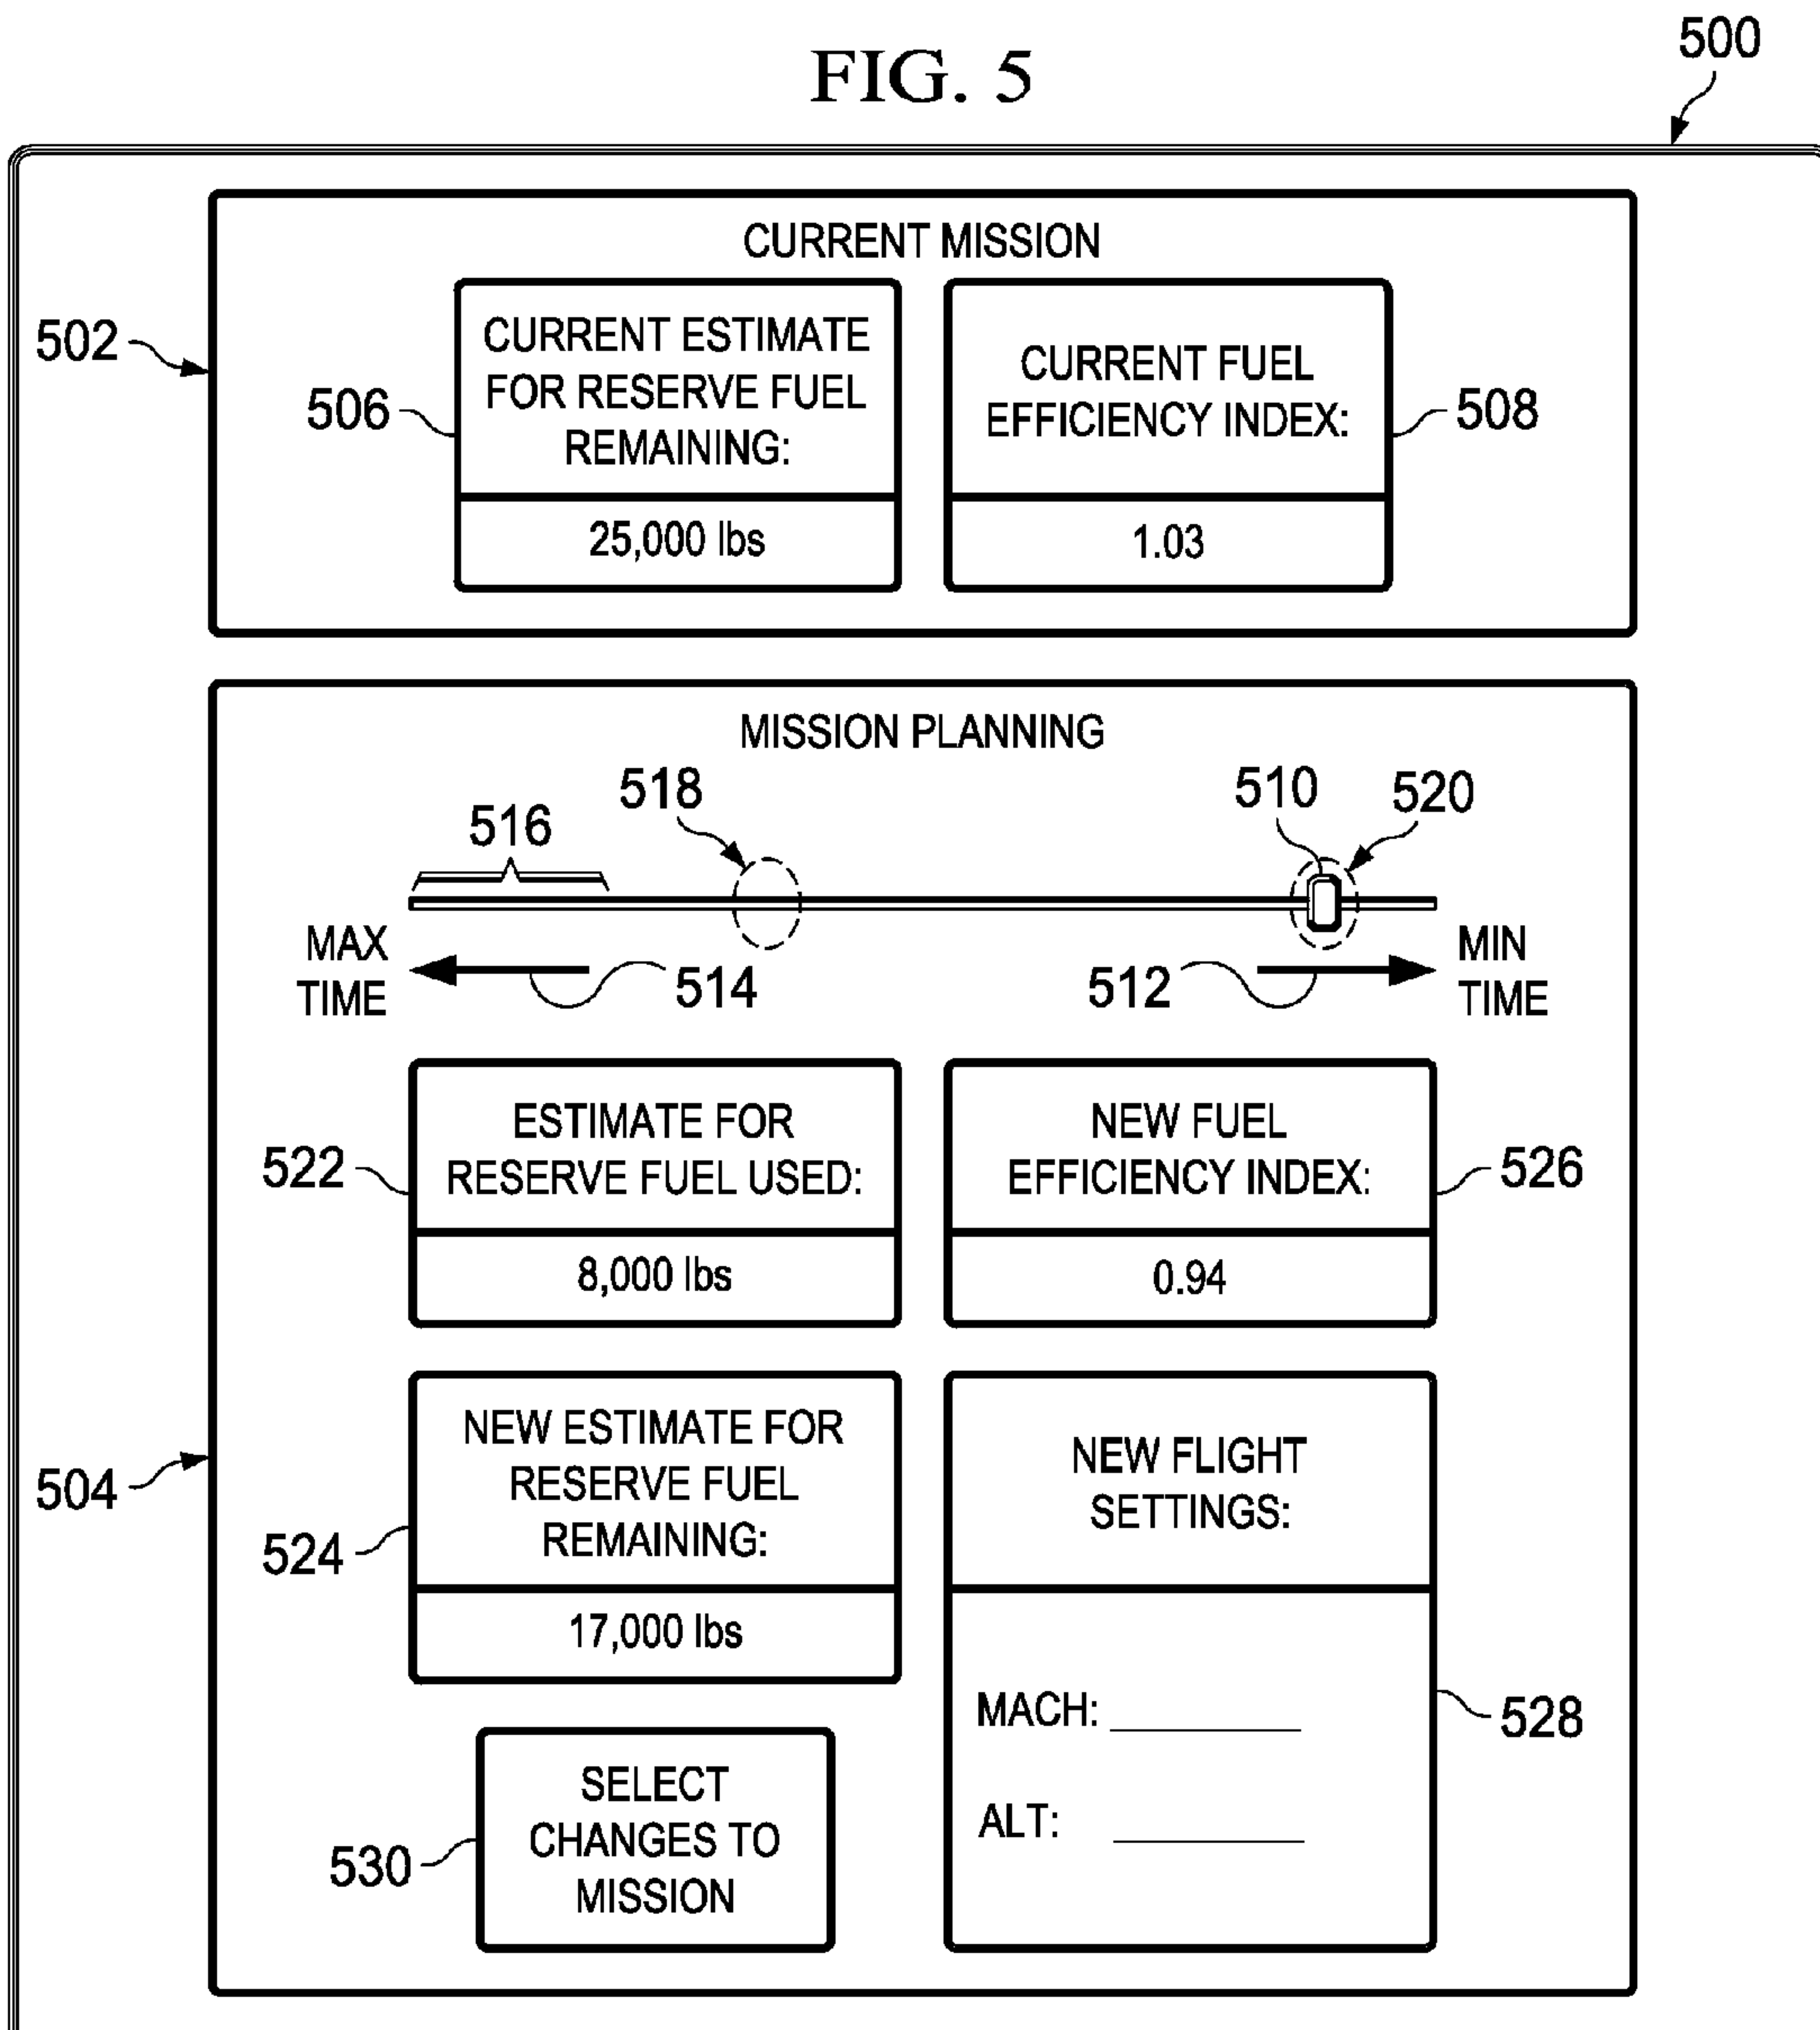 FIG. 5
500
CURRENT MISSION
502
506
CURRENT ESTIMATE
FOR RESERVE FUEL
REMAINING:
25,000 lbs
CURRENT FUEL
EFFICIENCY INDEX:
1.03
508
MISSION PLANNING
516
518
510
520
MAX
TIME
514
512
MIN
TIME
522
ESTIMATE FOR
RESERVE FUEL USED:
8,000 lbs
NEW FUEL
EFFICIENCY INDEX:
0.94
526
504
524
NEW ESTIMATE FOR
RESERVE FUEL
REMAINING:
17,000 lbs
NEW FLIGHT
SETTINGS:
MACH:
ALT:
528
530
SELECT
CHANGES TO
MISSION